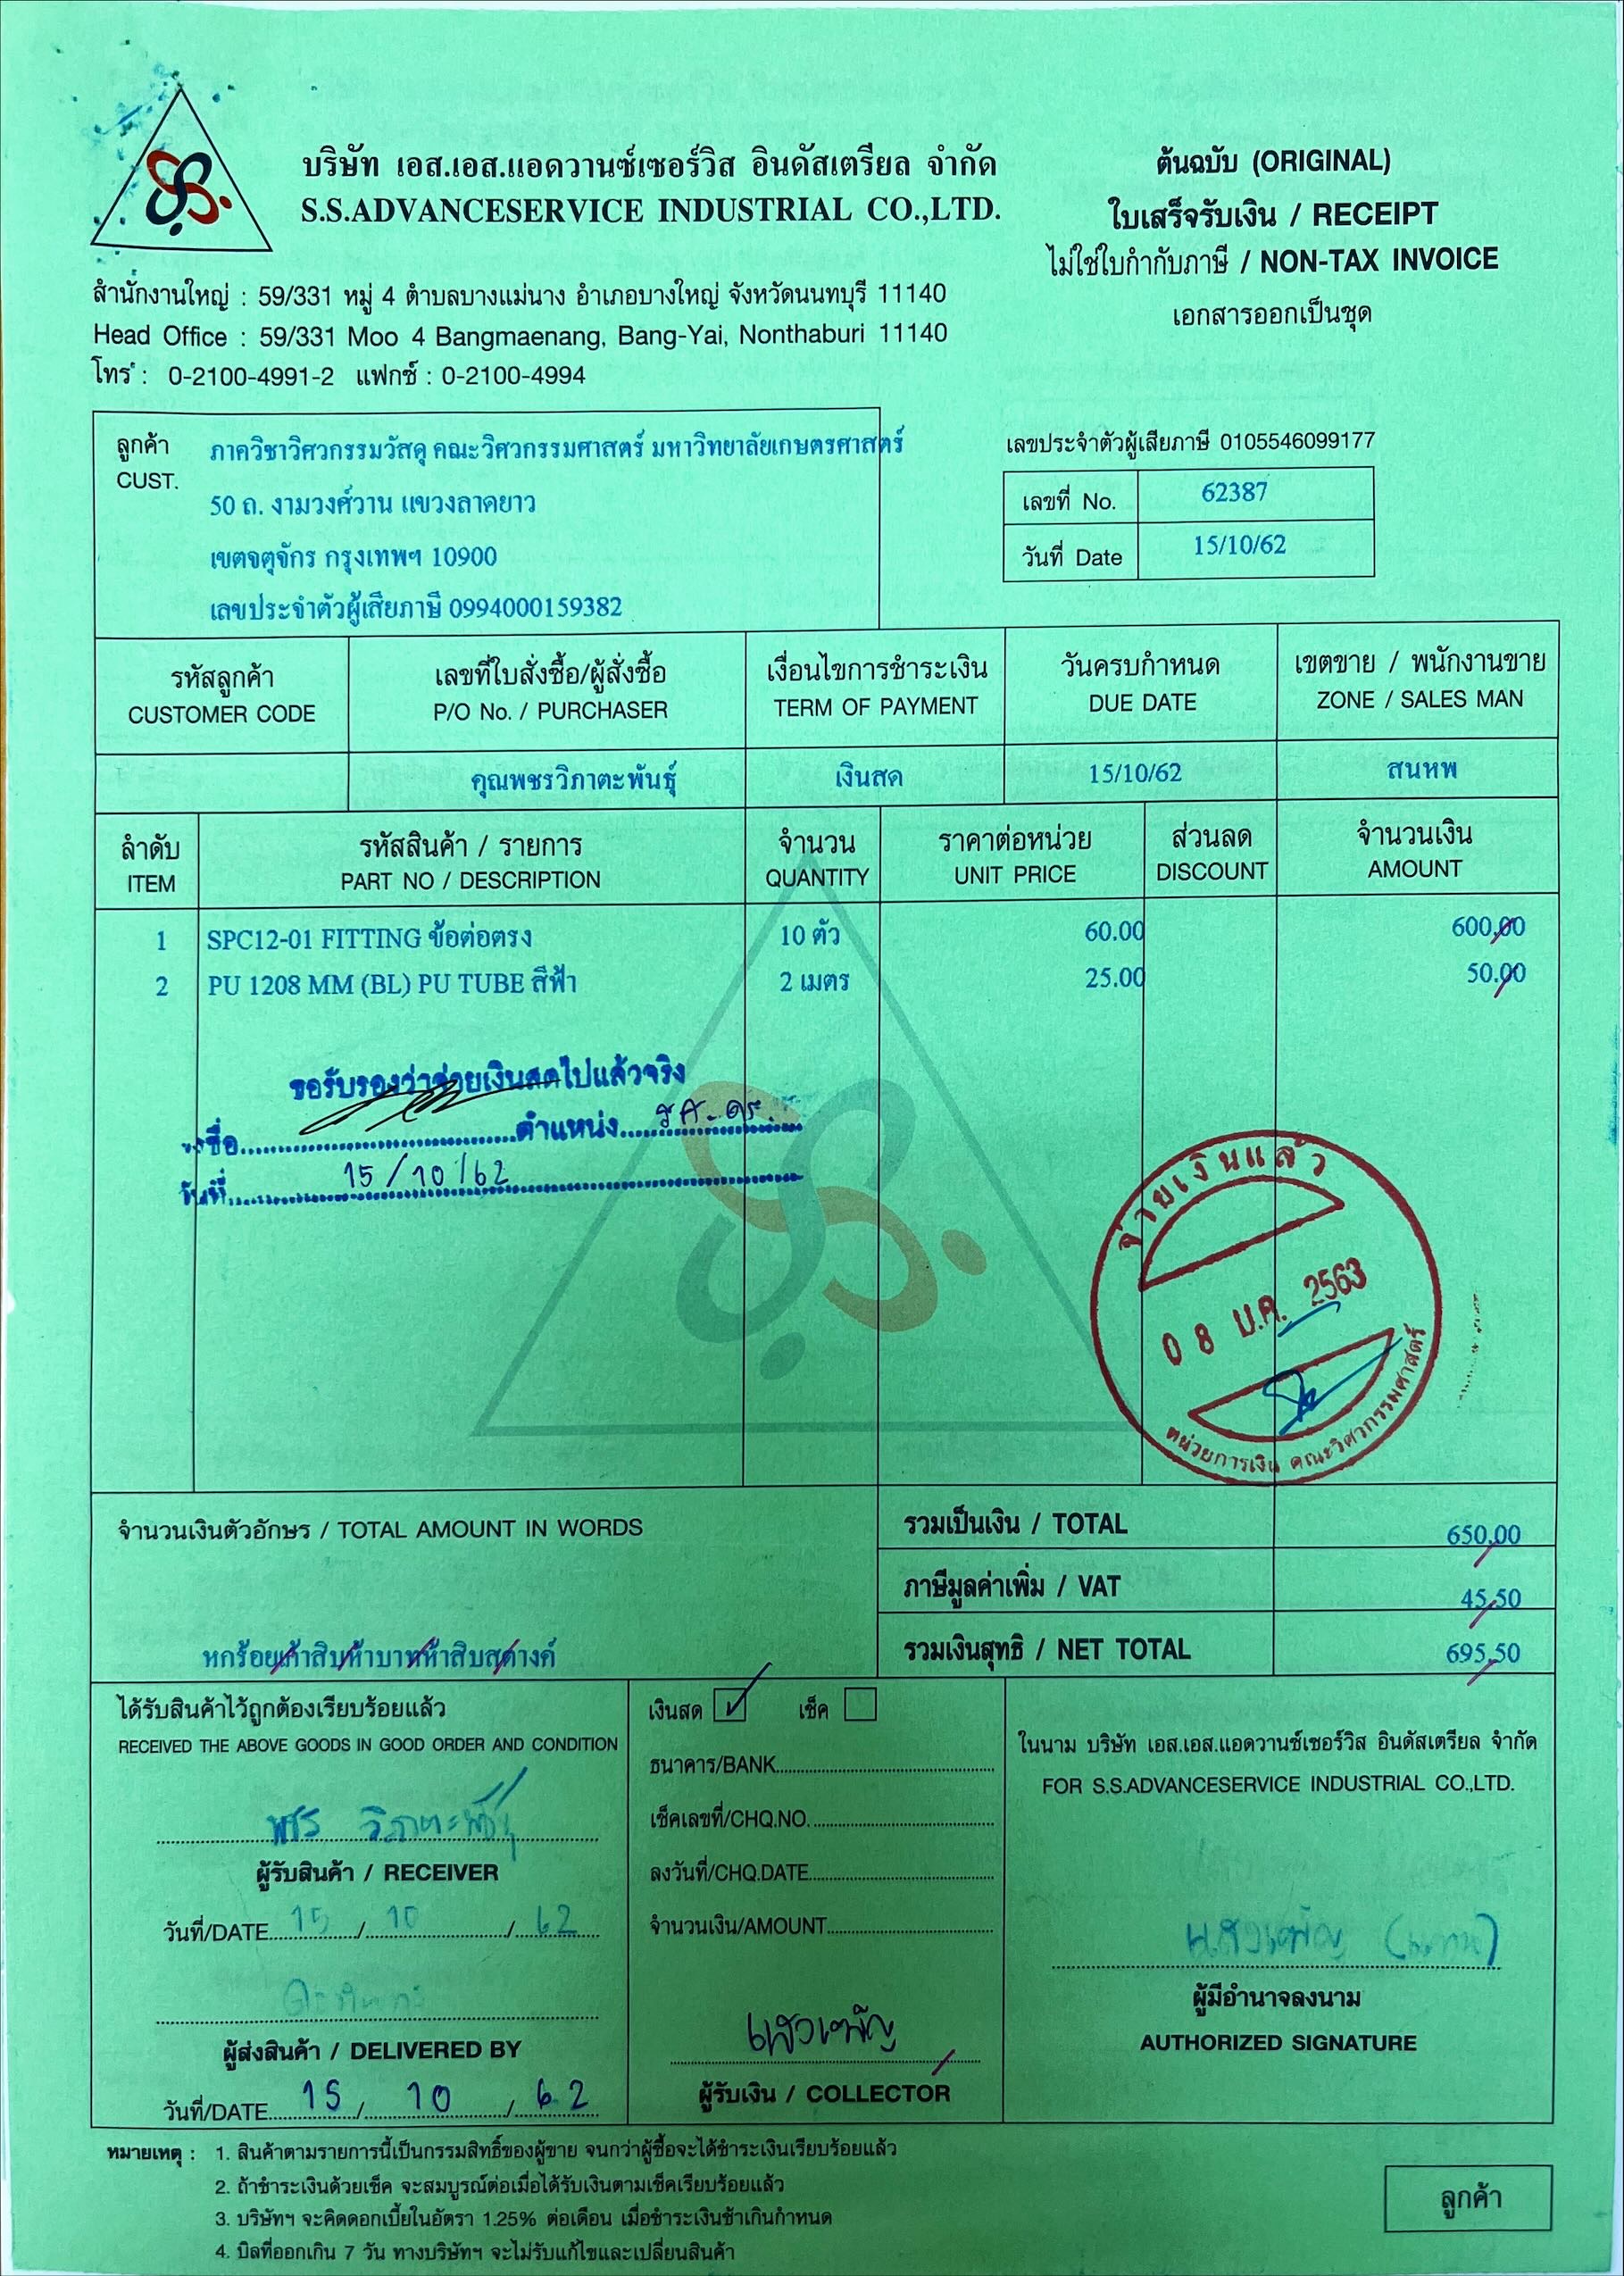 บริษัท เอส.เอส.แอดวานซ์เซอร์วิส อินดัสเตรียล จำกัด
S.S.ADVANCESERVICE INDUSTRIAL CO.,LTD.
ต้นฉบับ (ORIGINAL)
ใบเสร็จรับเงิน / RECEIPT
ไม่ใช่ใบกำกับภาษี / NON-TAX INVOICE
เอกสารออกเป็นชุด
สำนักงานใหญ่ : 59/331 หมู่ 4 ตำบลบางแม่นาง อำเภอบางใหญ่ จังหวัดนนทบุรี 11140
Head Office : 59/331 Moo 4 Bangmaenang, Bang-Yai, Nonthaburi 11140
โทร์ : 0-2100-4991-2 แฟกซ์ : 0-2100-4994
ลูกค้า ภาควิชาวิศวกรรมวัสดุ คณะวิศวกรรมศาสตร์ มหาวิทยาลัยเกษตรศาสตร์
CUST.
50 ถ. งามวงศ์วาน แขวงลาดยาว
เขตจตุจักร กรุงเทพฯ 10900
เลขประจำตัวผู้เสียภาษี 0994000159382
เลขประจำตัวผู้เสียภาษี 0105546099177
เลขที่ No. 62387
วันที่ Date 15/10/62
รหัสลูกค้า เลขที่ใบสั่งซื้อ/ผู้สั่งซื้อ เงื่อนไขการชำระเงิน วันครบกำหนด เขตขาย / พนักงานขาย
CUSTOMER CODE P/O No. / PURCHASER TERM OF PAYMENT DUE DATE ZONE / SALES MAN
คุณพชรวิภาตะพันธุ์ เงินสด 15/10/62 สนหพ
ลำดับ รหัสสินค้า / รายการ จำนวน ราคาต่อหน่วย ส่วนลด จำนวนเงิน
ITEM PART NO / DESCRIPTION QUANTITY UNIT PRICE DISCOUNT AMOUNT
1 SPC12-01 FITTING ข้อต่อตรง 10 ตัว 60.00 600.00
2 PU 1208 MM (BL) PU TUBE สีฟ้า 2 เมตร 25.00 50.00
ขอรับรองว่าจ่ายเงินสดไปแล้วจริง
ลงชื่อ....................ตำแหน่ง.... รศ.ดร.
วันที่.... 15/10/62
จ่ายเงินแล้ว
08 ม.ค. 2563
หน่วยการเงิน คณะวิศวกรรมศาสตร์
จำนวนเงินตัวอักษร / TOTAL AMOUNT IN WORDS
รวมเป็นเงิน / TOTAL 650.00
ภาษีมูลค่าเพิ่ม / VAT 45.50
หกร้อยเก้าสิบห้าบาทห้าสิบสตางค์
รวมเงินสุทธิ / NET TOTAL 695.50
ได้รับสินค้าไว้ถูกต้องเรียบร้อยแล้ว
RECEIVED THE ABOVE GOODS IN GOOD ORDER AND CONDITION
พชร วิภาตะพันธุ์
ผู้รับสินค้า / RECEIVER
วันที่/DATE 15 / 10 / 62
ผู้ส่งสินค้า / DELIVERED BY
วันที่/DATE 15 / 10 / 62
เงินสด ✓ เช็ค
ธนาคาร/BANK
เช็คเลขที่/CHQ.NO.
ลงวันที่/CHQ.DATE
จำนวนเงิน/AMOUNT
แสงเพ็ญ
ผู้รับเงิน / COLLECTOR
ในนาม บริษัท เอส.เอส.แอดวานซ์เซอร์วิส อินดัสเตรียล จำกัด
FOR S.S.ADVANCESERVICE INDUSTRIAL CO.,LTD.
ผู้มีอำนาจลงนาม
AUTHORIZED SIGNATURE
หมายเหตุ : 1. สินค้าตามรายการนี้เป็นกรรมสิทธิ์ของผู้ขาย จนกว่าผู้ซื้อจะได้ชำระเงินเรียบร้อยแล้ว
2. ถ้าชำระเงินด้วยเช็ค จะสมบูรณ์ต่อเมื่อได้รับเงินตามเช็คเรียบร้อยแล้ว
3. บริษัทฯ จะคิดดอกเบี้ยในอัตรา 1.25% ต่อเดือน เมื่อชำระเงินช้าเกินกำหนด
4. บิลที่ออกเกิน 7 วัน ทางบริษัทฯ จะไม่รับแก้ไขและเปลี่ยนสินค้า
ลูกค้า